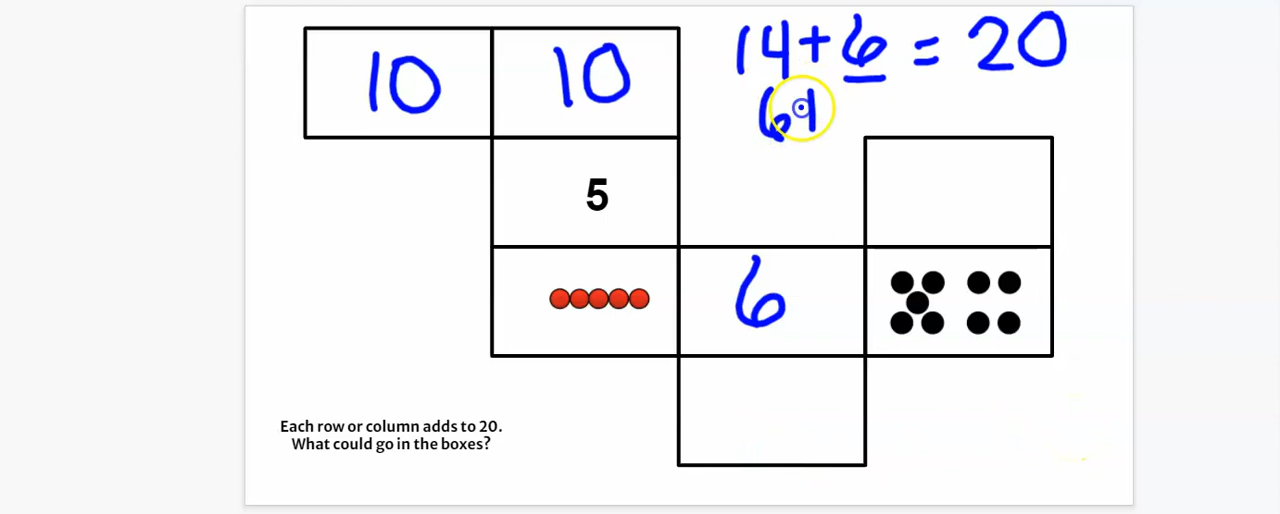 10 10 14+6 = 20
5
6
Each row or column adds to 20.
What could go in the boxes?